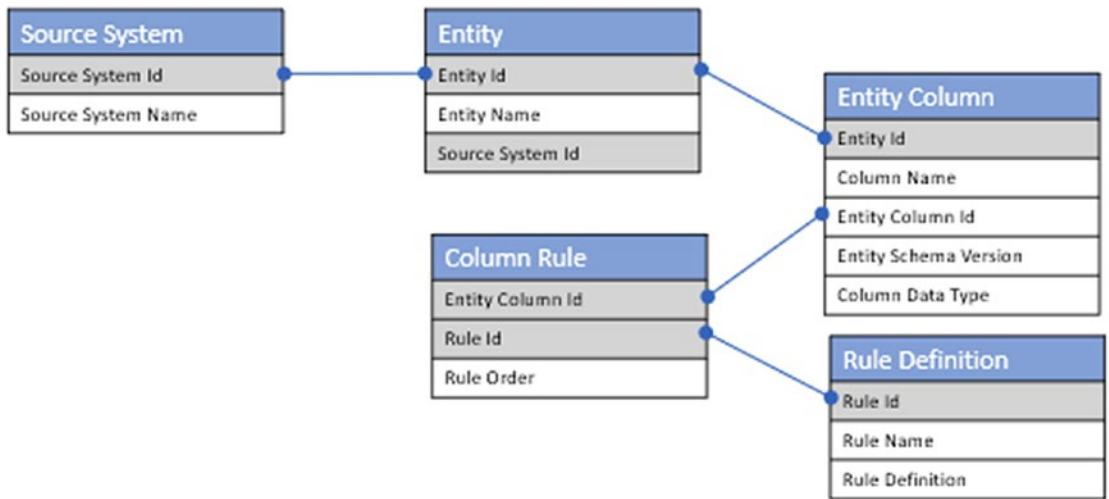 Source System
Source System Id
Source System Name
Entity
Entity Id
Entity Name
Source System Id
Entity Column
Entity Id
Column Name
Entity Column Id
Entity Schema Version
Column Data Type
Column Rule
Entity Column Id
Rule Id
Rule Order
Rule Definition
Rule Id
Rule Name
Rule Definition